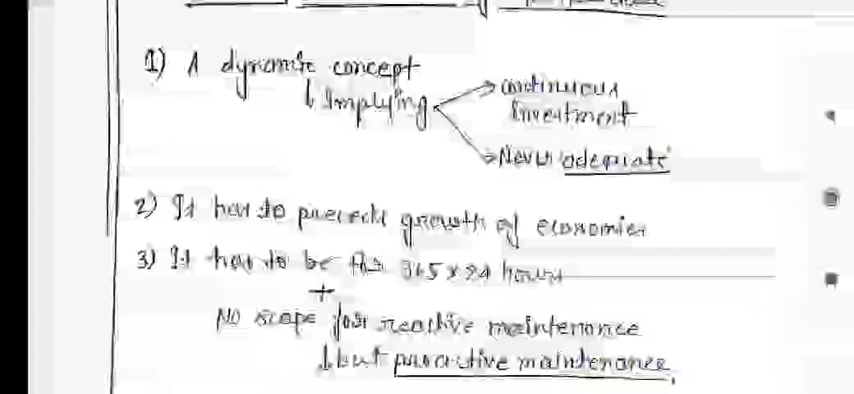 1) A dynamic concept
↓ Implying → continuous
investment
→ Never adequate
2) It has to precede growth of economies
3) It has to be 365 x 24 hours
+
No scope for reactive maintenance
↓ but proactive maintenance.